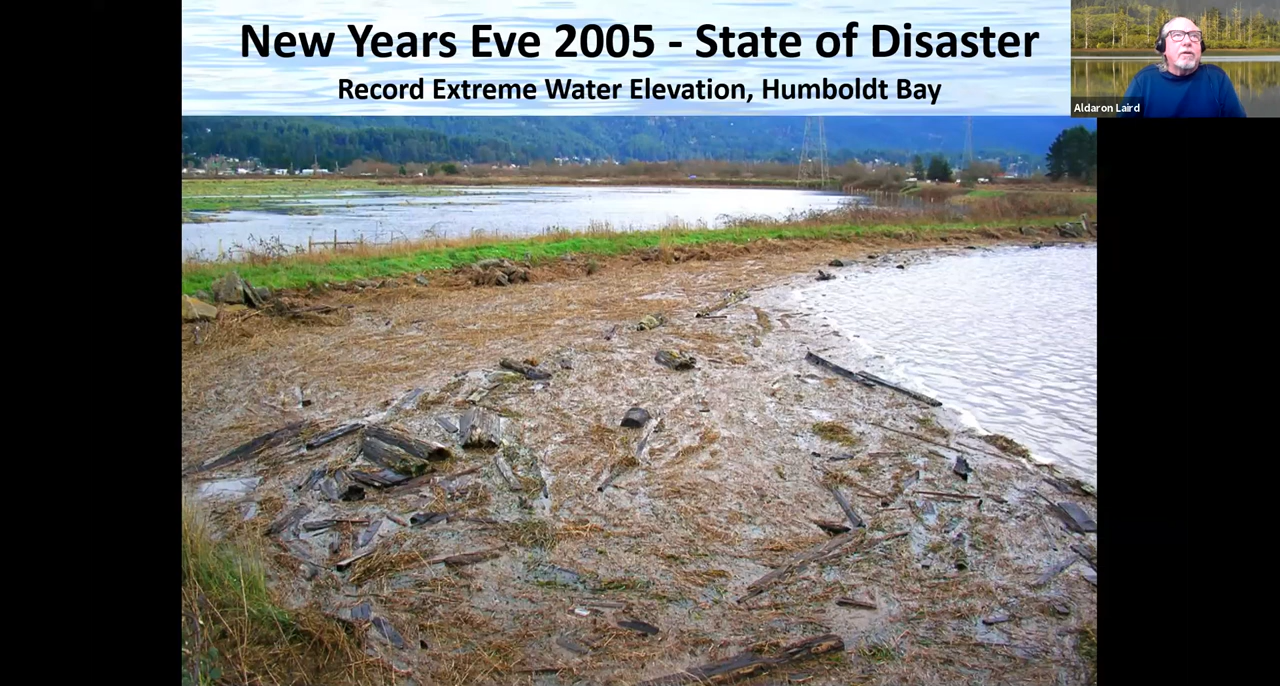 New Years Eve 2005 - State of Disaster
Record Extreme Water Elevation, Humboldt Bay
Aldaron Laird